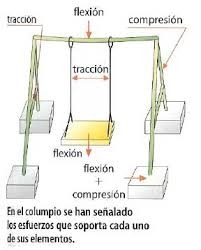 flexión
tracción
compresión
tracción
flexión
flexión
+
compresión
En el columpio se han señalado
los esfuerzos que soporta cada uno
de sus elementos.